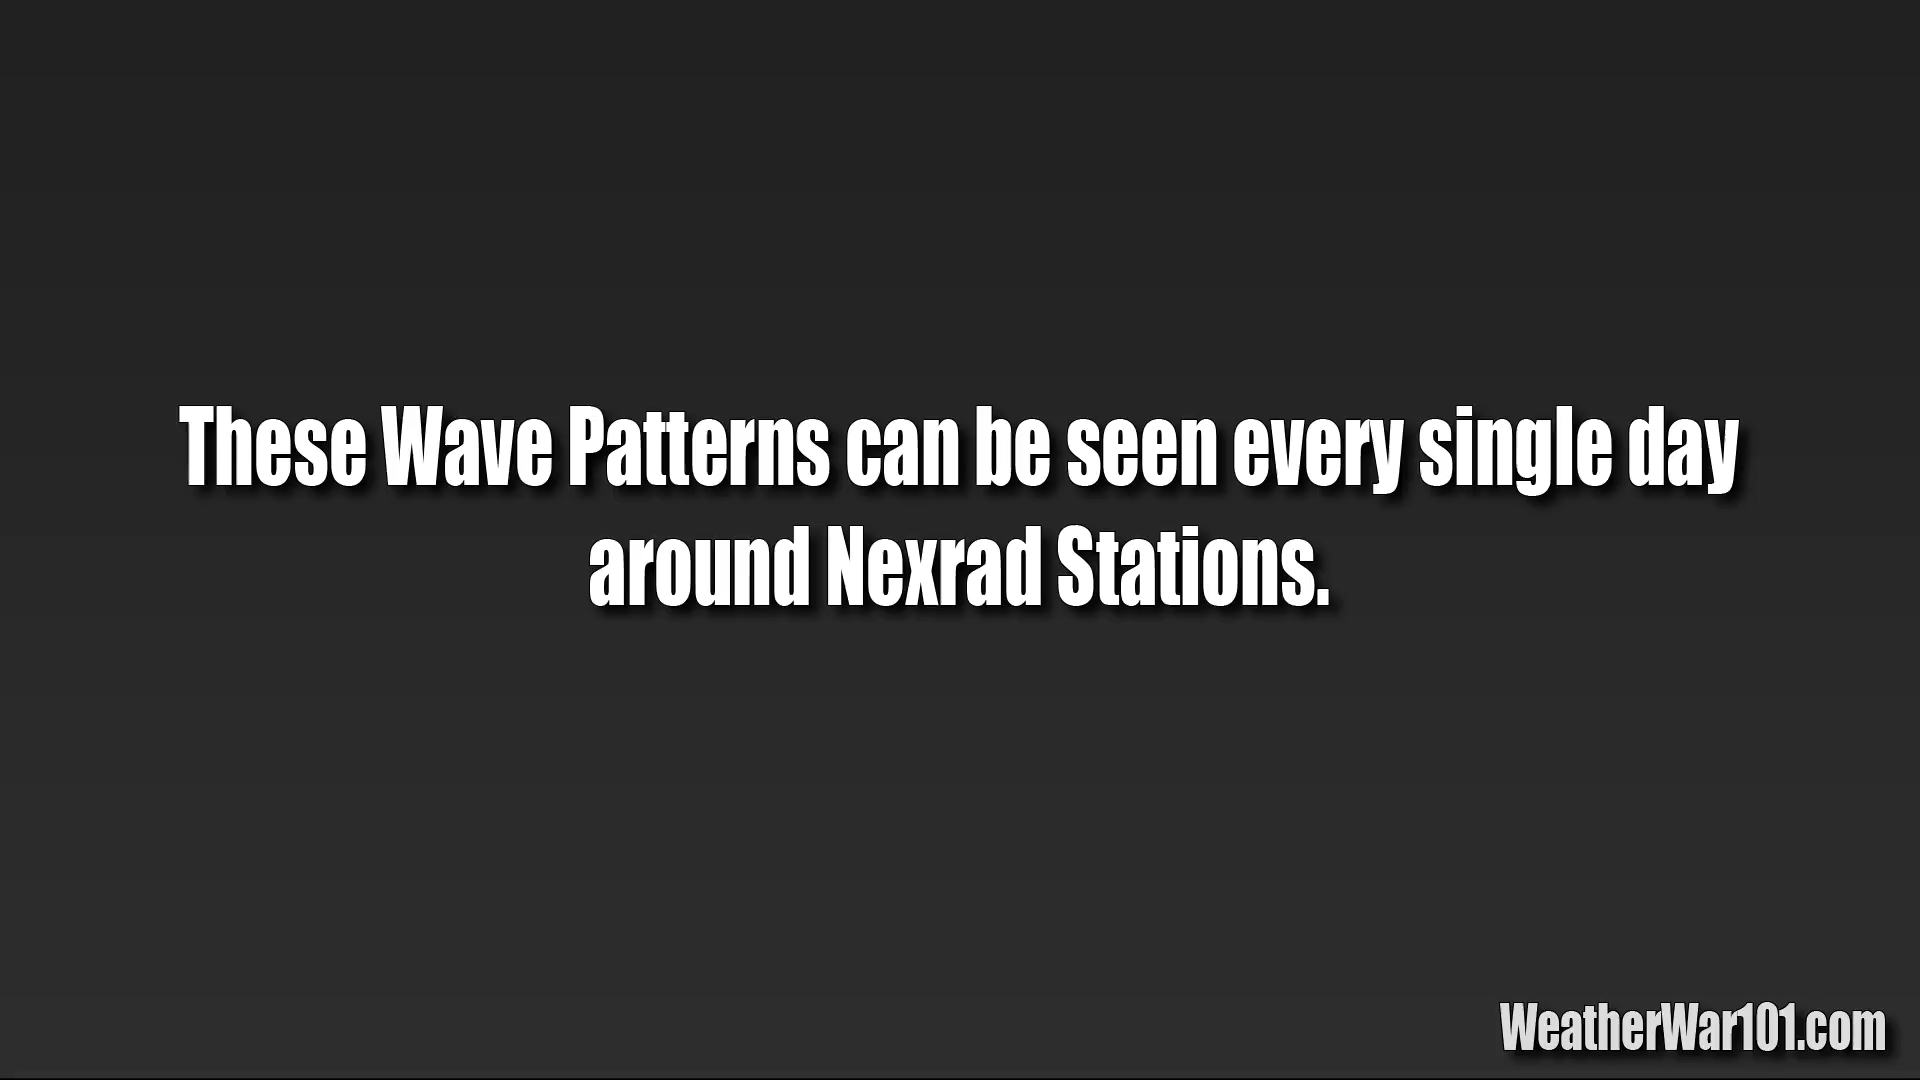 These Wave Patterns can be seen every single day
around Nexrad Stations.
WeatherWar101.com